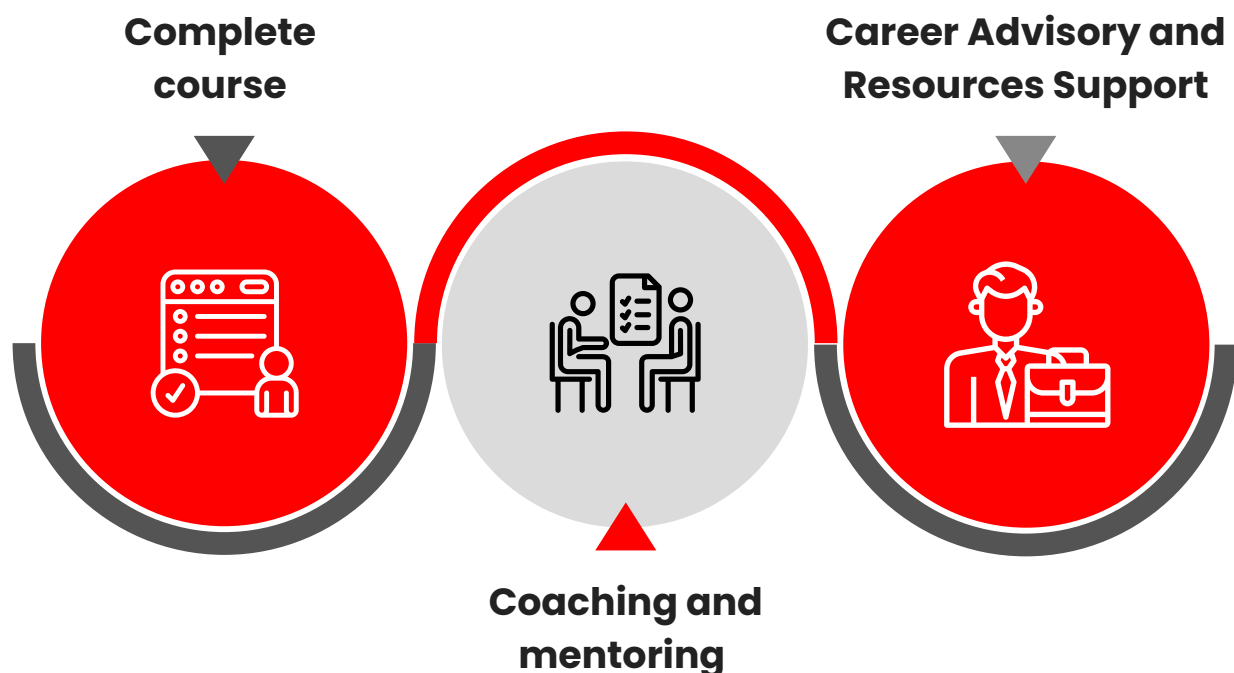 Complete
course
Career Advisory and
Resources Support
Coaching and
mentoring